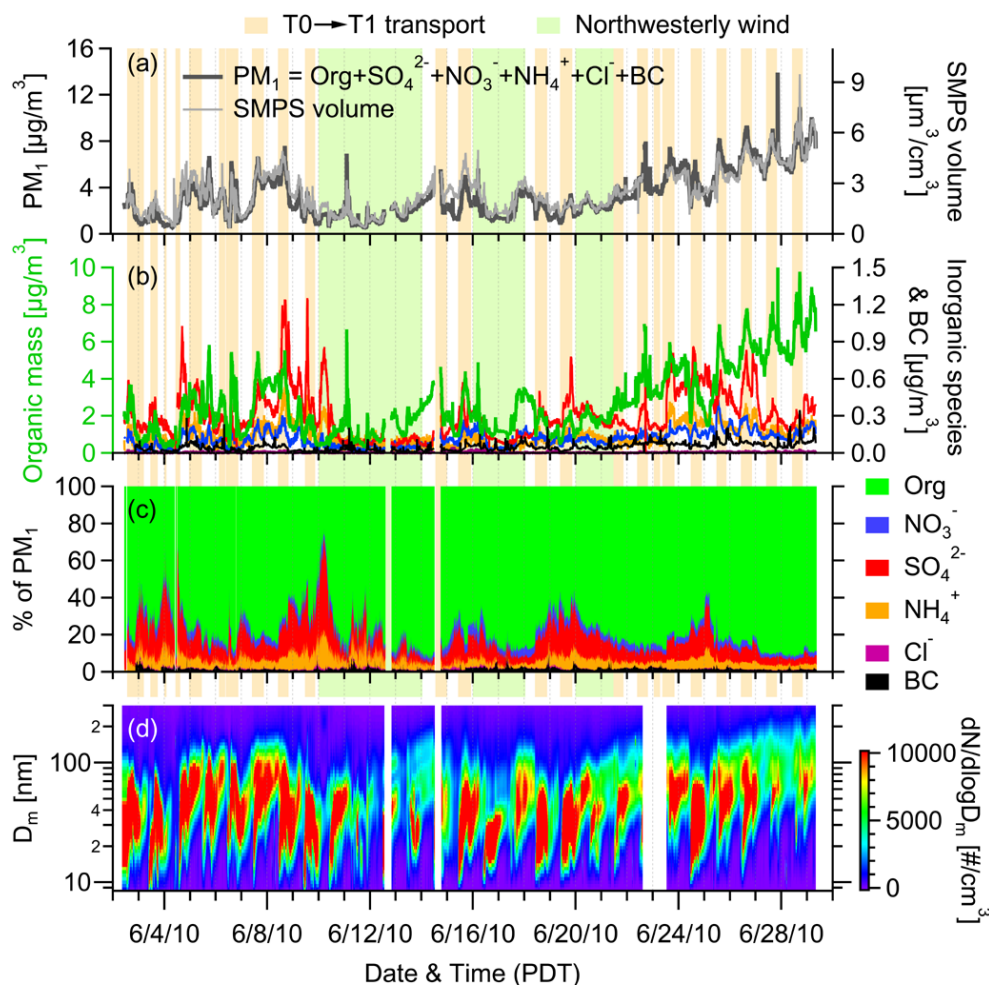 T0→T1 transport Northwesterly wind
(a)
PM₁ = Org+SO₄²⁻+NO₃⁻+NH₄⁺+Cl⁻+BC
SMPS volume
16
12
8
4
0
PM₁ [µg/m³]
9
6
3
0
SMPS volume
[µm³/cm³]
(b)
10
8
6
4
2
0
Organic mass [µg/m³]
1.5
1.2
0.9
0.6
0.3
0.0
Inorganic species
& BC [µg/m³]
(c)
100
80
60
40
20
0
% of PM₁
Org
NO₃⁻
SO₄²⁻
NH₄⁺
Cl⁻
BC
(d)
2
100
4
2
10
Dₘ [nm]
10000
5000
0
dN/dlogDₘ [#/cm³]
6/4/10 6/8/10 6/12/10 6/16/10 6/20/10 6/24/10 6/28/10
Date & Time (PDT)